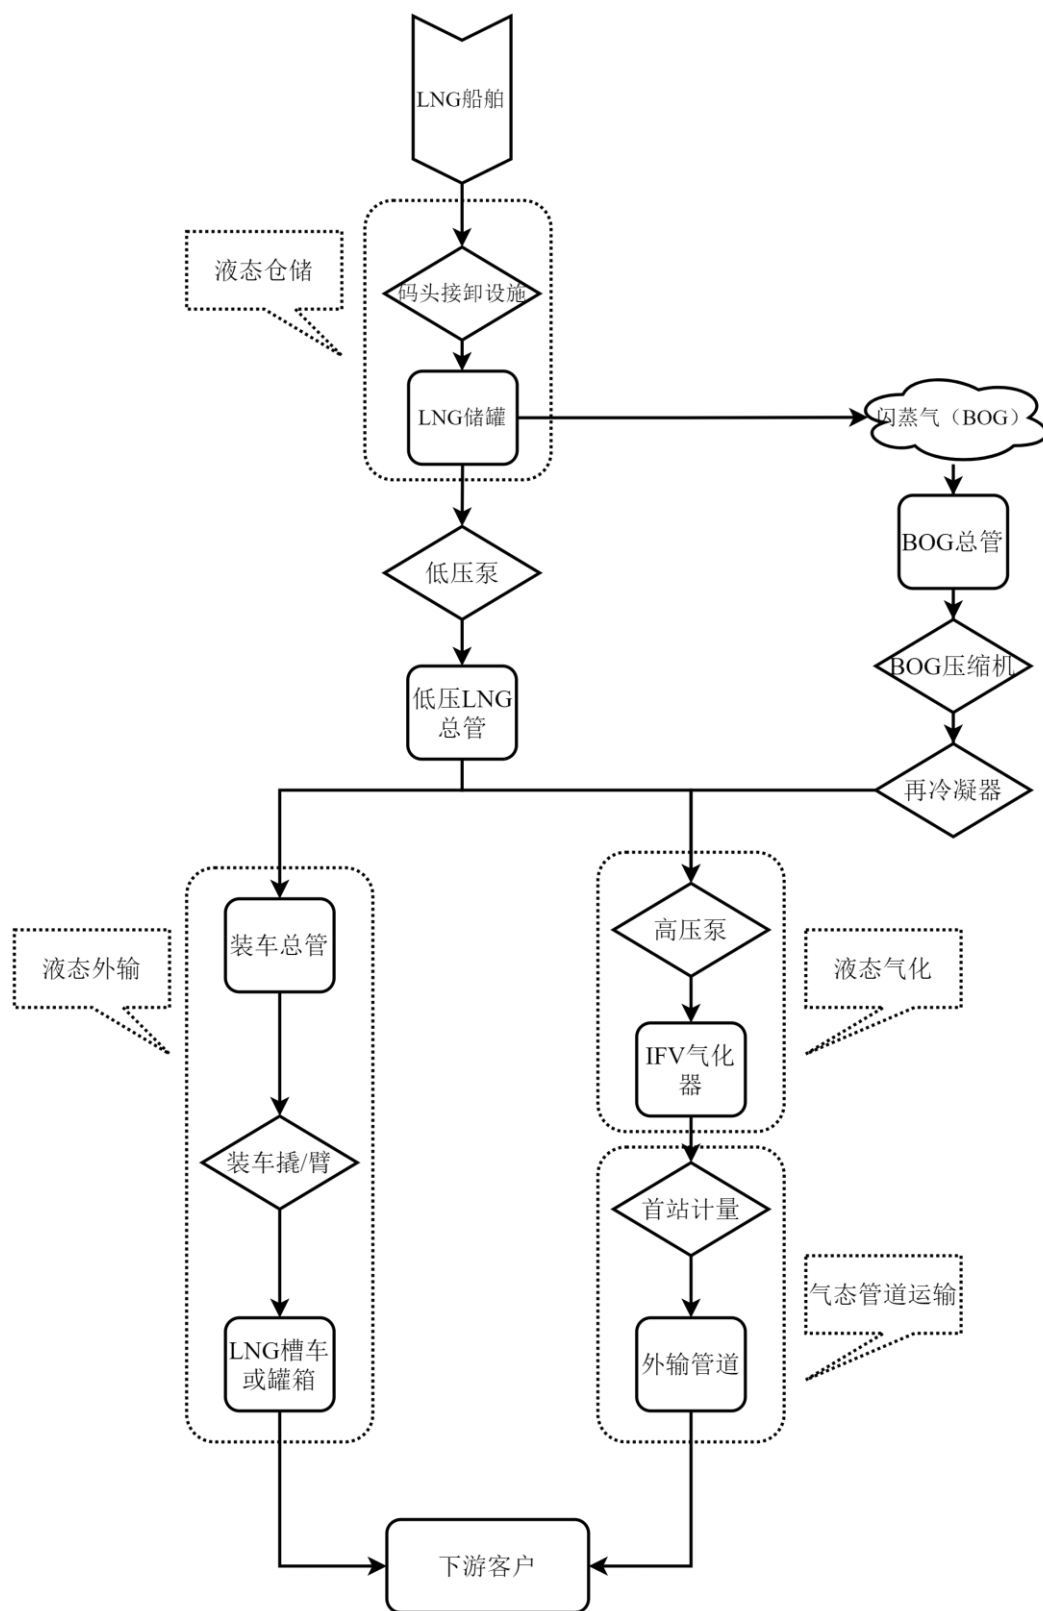 LNG船舶
液态仓储
码头接卸设施
LNG储罐
闪蒸气（BOG）
BOG总管
低压泵
BOG压缩机
低压LNG
总管
再冷凝器
装车总管
高压泵
液态外输
液态气化
IFV气化
器
装车撬/臂
首站计量
气态管道运输
LNG槽车
或罐箱
外输管道
下游客户